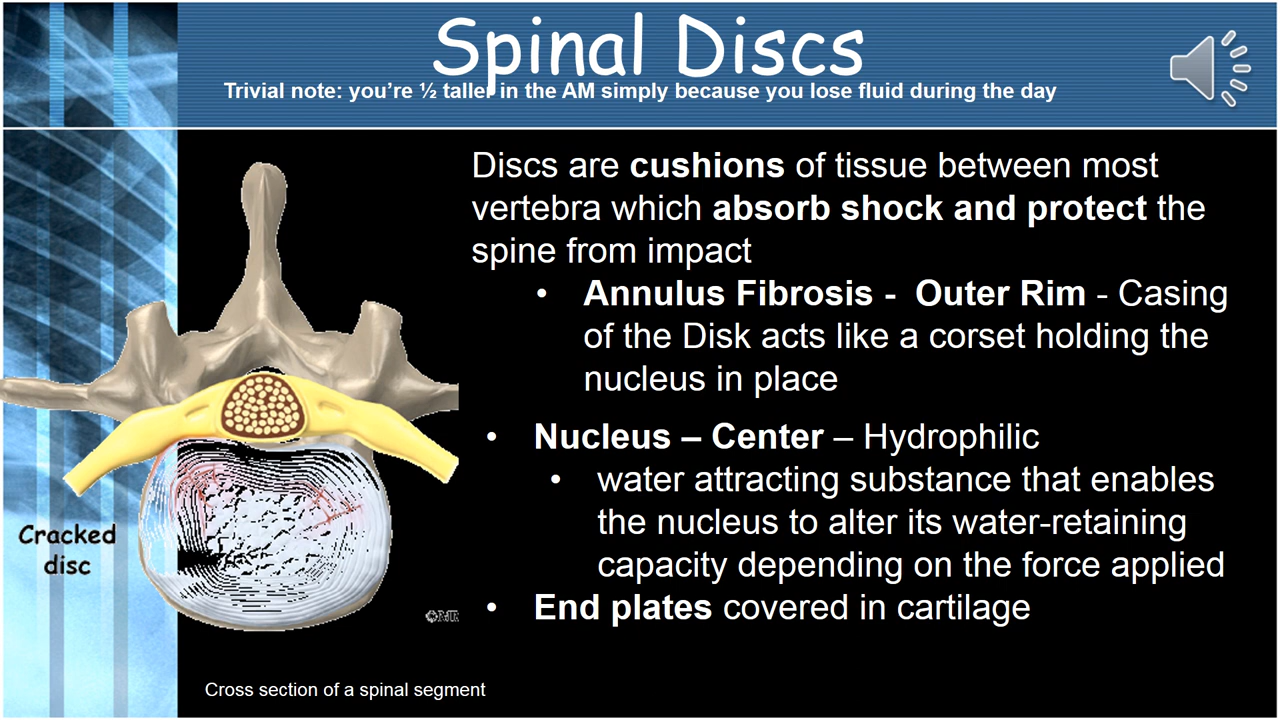 Spinal Discs
Trivial note: you're ½ taller in the AM simply because you lose fluid during the day
Discs are cushions of tissue between most
vertebra which absorb shock and protect the
spine from impact
• Annulus Fibrosis - Outer Rim - Casing
of the Disk acts like a corset holding the
nucleus in place
• Nucleus – Center – Hydrophilic
• water attracting substance that enables
the nucleus to alter its water-retaining
capacity depending on the force applied
• End plates covered in cartilage
Cracked
disc
Cross section of a spinal segment